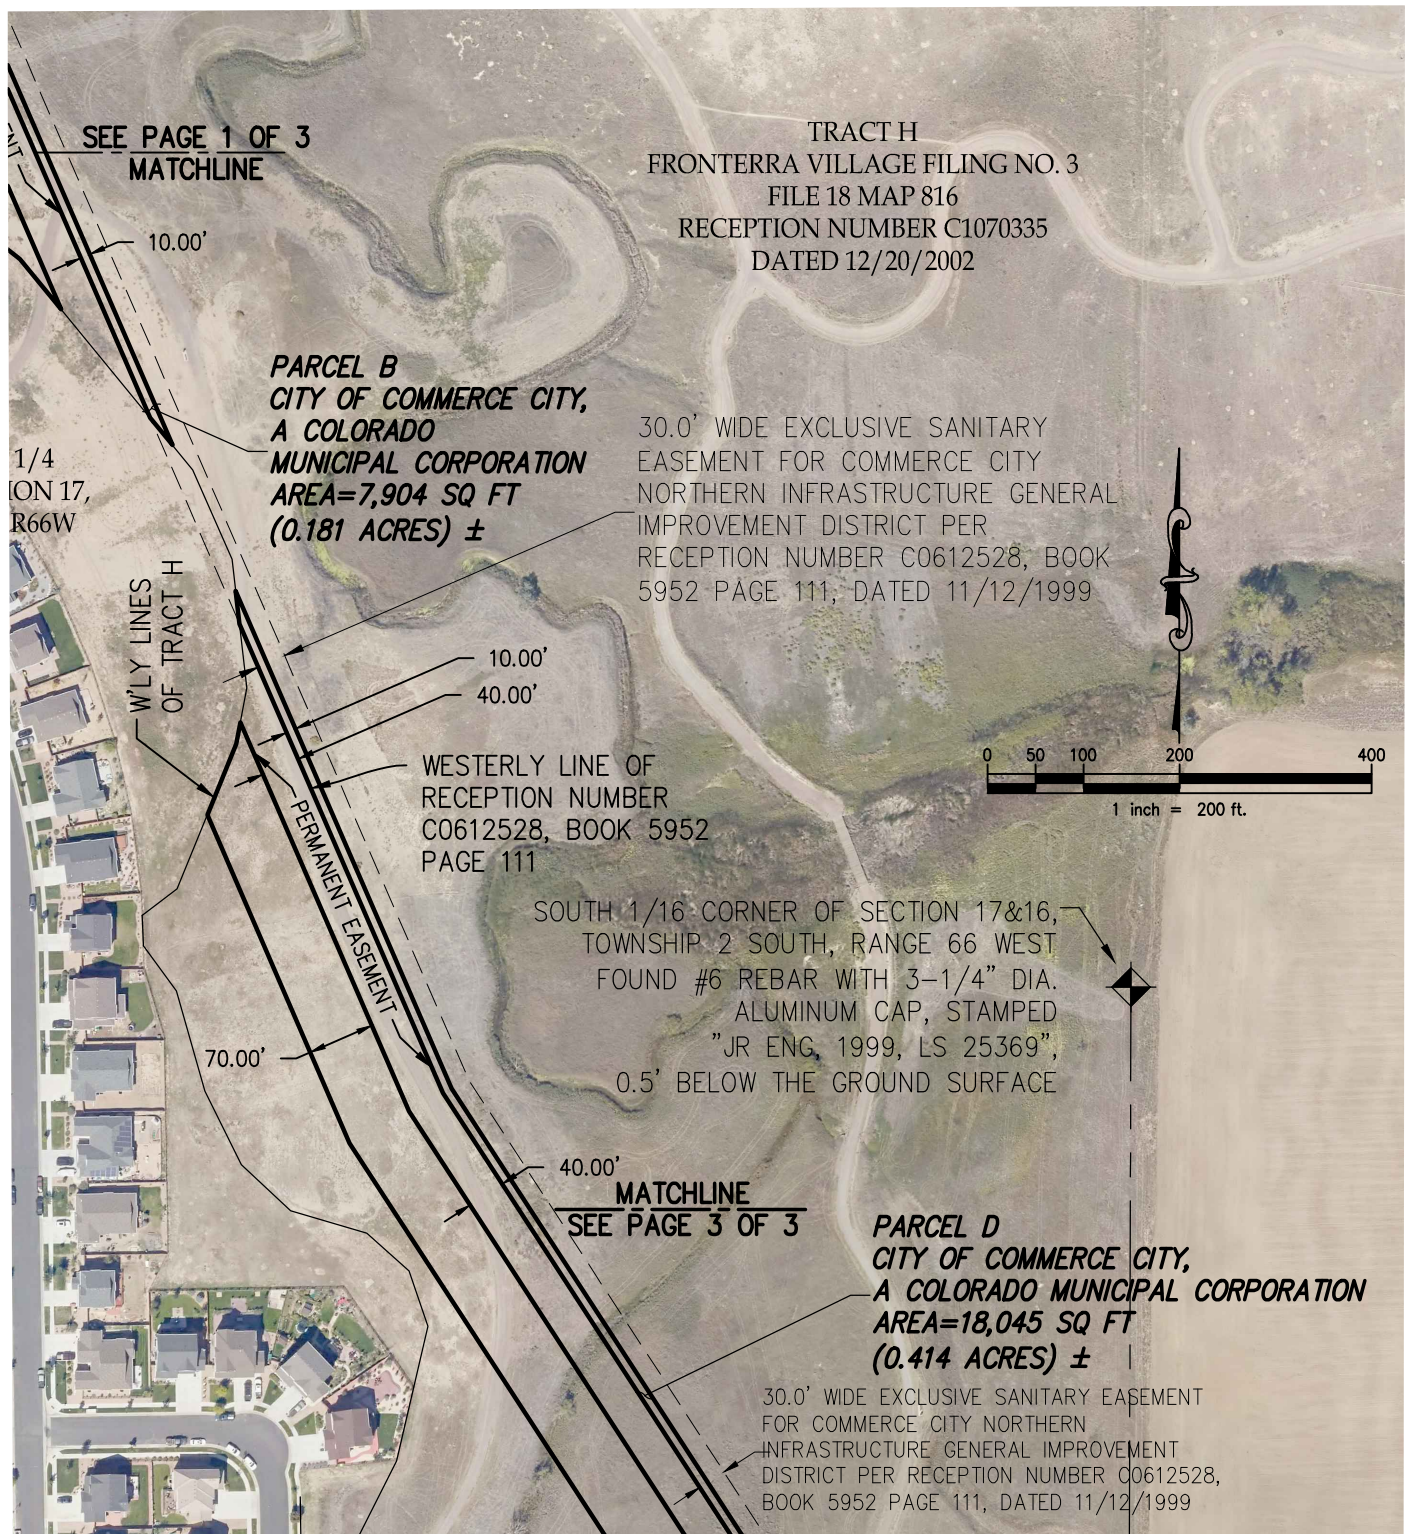 SEE PAGE 1 OF 3
MATCHLINE
TRACT H
FRONTERRA VILLAGE FILING NO. 3
FILE 18 MAP 816
RECEPTION NUMBER C1070335
DATED 12/20/2002
10.00'
PARCEL B
CITY OF COMMERCE CITY,
A COLORADO
MUNICIPAL CORPORATION
AREA=7,904 SQ FT
(0.181 ACRES) ±
30.0' WIDE EXCLUSIVE SANITARY
EASEMENT FOR COMMERCE CITY
NORTHERN INFRASTRUCTURE GENERAL
IMPROVEMENT DISTRICT PER
RECEPTION NUMBER C0612528, BOOK
5952 PAGE 111, DATED 11/12/1999
1/4
ION 17,
R66W
W'LY LINES
OF TRACT H
10.00'
40.00'
WESTERLY LINE OF
RECEPTION NUMBER
C0612528, BOOK 5952
PAGE 111
0 50 100 200 400
1 inch = 200 ft.
PERMANENT EASEMENT
SOUTH 1/16 CORNER OF SECTION 17&16,
TOWNSHIP 2 SOUTH, RANGE 66 WEST
FOUND #6 REBAR WITH 3-1/4" DIA.
ALUMINUM CAP, STAMPED
"JR ENG, 1999, LS 25369",
0.5' BELOW THE GROUND SURFACE
70.00'
40.00'
MATCHLINE
SEE PAGE 3 OF 3
PARCEL D
CITY OF COMMERCE CITY,
A COLORADO MUNICIPAL CORPORATION
AREA=18,045 SQ FT
(0.414 ACRES) ±
30.0' WIDE EXCLUSIVE SANITARY EASEMENT
FOR COMMERCE CITY NORTHERN
INFRASTRUCTURE GENERAL IMPROVEMENT
DISTRICT PER RECEPTION NUMBER C0612528,
BOOK 5952 PAGE 111, DATED 11/12/1999